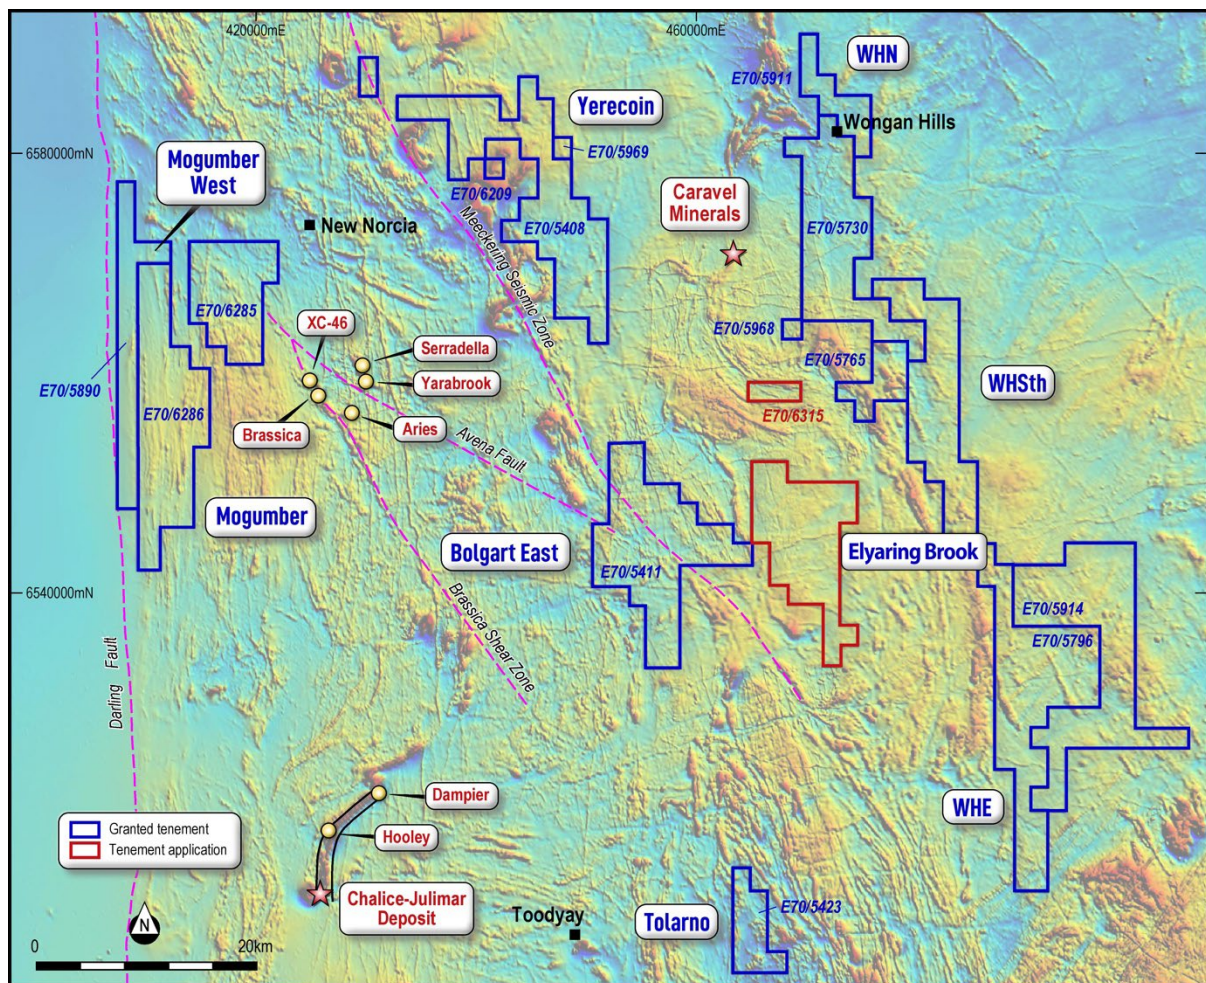 420000mE
460000mE
WHN
E70/5911
Yerecoin
Wongan Hills
E70/5969
6580000mN
Mogumber
West
E70/6209
Caravel
Minerals
New Norcia
Meeckering Seismic Zone
E70/5408
E70/5730
E70/6285
XC-46
Serradella
E70/5968
Yarabrook
E70/5765
E70/5890
E70/6286
WHSth
E70/6315
Brassica
Aries
Avena Fault
Mogumber
Bolgart East
Elyaring Brook
E70/5411
6540000mN
Brassica Shear Zone
E70/5914
E70/5796
Darling Fault
Dampier
WHE
Granted tenement
Tenement application
Hooley
Chalice-Julimar
Deposit
Toodyay
Tolarno
E70/5423
N
0
20km